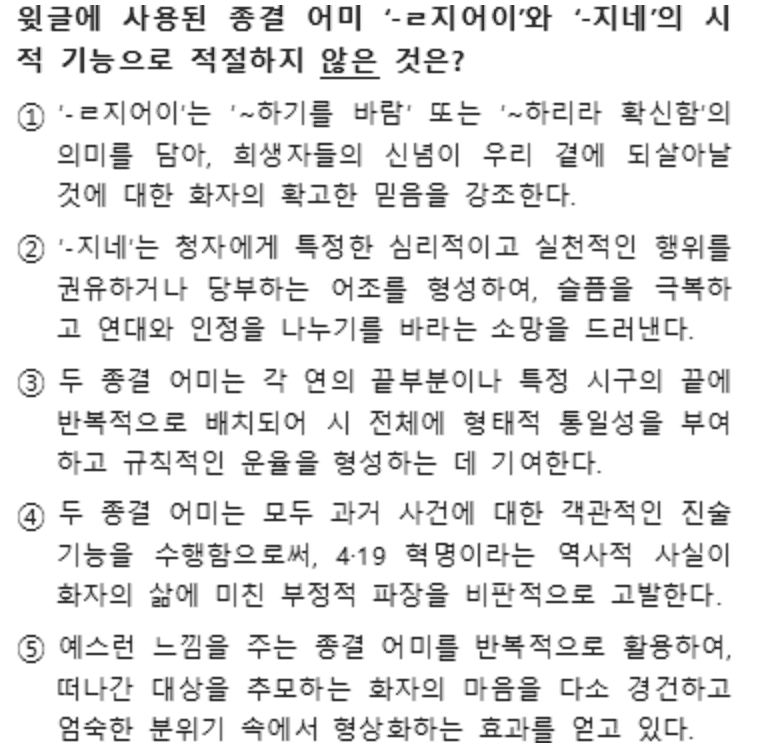 윗글에 사용된 종결 어미 '-ㄹ지어이'와 '-지네'의 시
적 기능으로 적절하지 않은 것은?
① '-ㄹ지어이'는 '~하기를 바람' 또는 '~하리라 확신함'의
의미를 담아, 희생자들의 신념이 우리 곁에 되살아날
것에 대한 화자의 확고한 믿음을 강조한다.
② '-지네'는 청자에게 특정한 심리적이고 실천적인 행위를
권유하거나 당부하는 어조를 형성하여, 슬픔을 극복하
고 연대와 인정을 나누기를 바라는 소망을 드러낸다.
③ 두 종결 어미는 각 연의 끝부분이나 특정 시구의 끝에
반복적으로 배치되어 시 전체에 형태적 통일성을 부여
하고 규칙적인 운율을 형성하는 데 기여한다.
④ 두 종결 어미는 모두 과거 사건에 대한 객관적인 진술
기능을 수행함으로써, 4·19 혁명이라는 역사적 사실이
화자의 삶에 미친 부정적 파장을 비판적으로 고발한다.
⑤ 예스런 느낌을 주는 종결 어미를 반복적으로 활용하여,
떠나간 대상을 추모하는 화자의 마음을 다소 경건하고
엄숙한 분위기 속에서 형상화하는 효과를 얻고 있다.